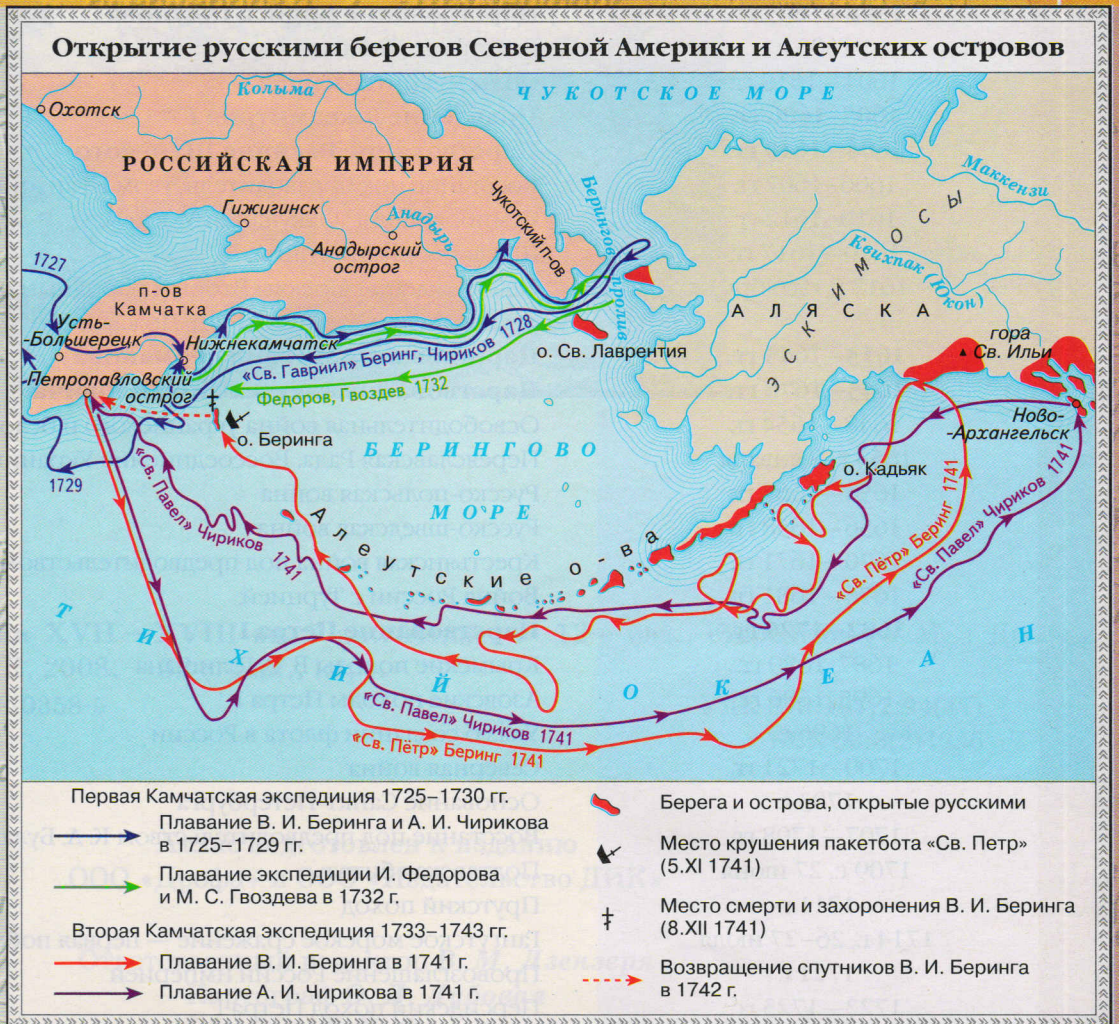 Открытие русскими берегов Северной Америки и Алеутских островов
Охотск
Колыма
ЧУКОТСКОЕ МОРЕ
РОССИЙСКАЯ ИМПЕРИЯ
Маккензи
Гижигинск
Анадырь
Чукотский п-ов
Берингов
пролив
Анадырский
острог
ЭСКИМОСЫ
Квихпак (Юкон)
1727
п-ов
Камчатка
АЛЯСКА
Усть-
-Большерецк
Нижнекамчатск
гора
Св. Ильи
о. Св. Лаврентия
«Св. Гавриил» Беринг, Чириков 1728
Петропавловский
острог
Федоров, Гвоздев 1732
о. Беринга
Ново-
-Архангельск
БЕРИНГОВО
МОРЕ
о. Кадьяк
1729
«Св. Павел» Чириков 1741
Алеутские о-ва
«Св. Пётр» Беринг 1741
«Св. Павел» Чириков 1741
ТИХИЙ ОКЕАН
«Св. Павел» Чириков 1741
«Св. Пётр» Беринг 1741
Первая Камчатская экспедиция 1725–1730 гг.
Плавание В. И. Беринга и А. И. Чирикова
в 1725–1729 гг.
Плавание экспедиции И. Федорова
и М. С. Гвоздева в 1732 г.
Вторая Камчатская экспедиция 1733–1743 гг.
Плавание В. И. Беринга в 1741 г.
Плавание А. И. Чирикова в 1741 г.
Берега и острова, открытые русскими
Место крушения пакетбота «Св. Петр»
(5.XI 1741)
Место смерти и захоронения В. И. Беринга
(8.XII 1741)
Возвращение спутников В. И. Беринга
в 1742 г.